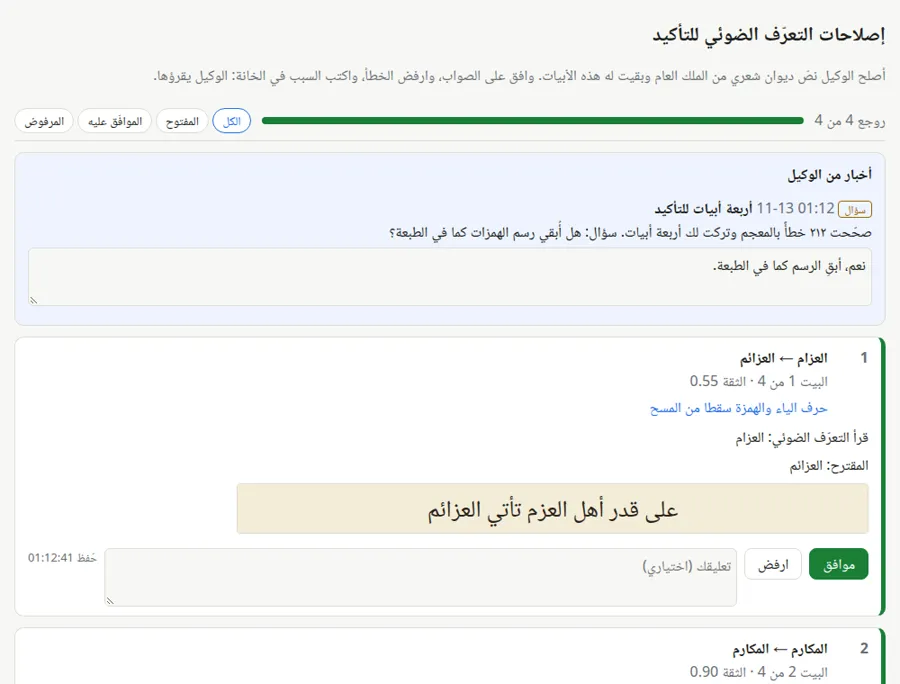 إصلاحات التعرّف الضوئي للتأكيد
أصلح الوكيل نصّ ديوان شعري من الملك العام وبقيت له هذه الأبيات. وافق على الصواب، وارفض الخطأ، واكتب السبب في الخانة: الوكيل يقرؤها.
روجع 4 من 4
الكل
المفتوح
الموافَق عليه
المرفوض
أخبار من الوكيل
سؤال 11-13 01:12 أربعة أبيات للتأكيد
صحّحت ٢١٢ خطأً بالمعجم وتركت لك أربعة أبيات. سؤال: هل أُبقي رسم الهمزات كما في الطبعة؟
نعم، أبقِ الرسم كما في الطبعة.
1 العزام ← العزائم
البيت 1 من 4 · الثقة 0.55
حرف الياء والهمزة سقطا من المسح
قرأ التعرّف الضوئي: العزام
المقترح: العزائم
على قدر أهل العزم تأتي العزائم
موافق
ارفض
تعليقك (اختياري)
حُفظ 01:12:41
2 المكارم ← المكارم
البيت 2 من 4 · الثقة 0.90